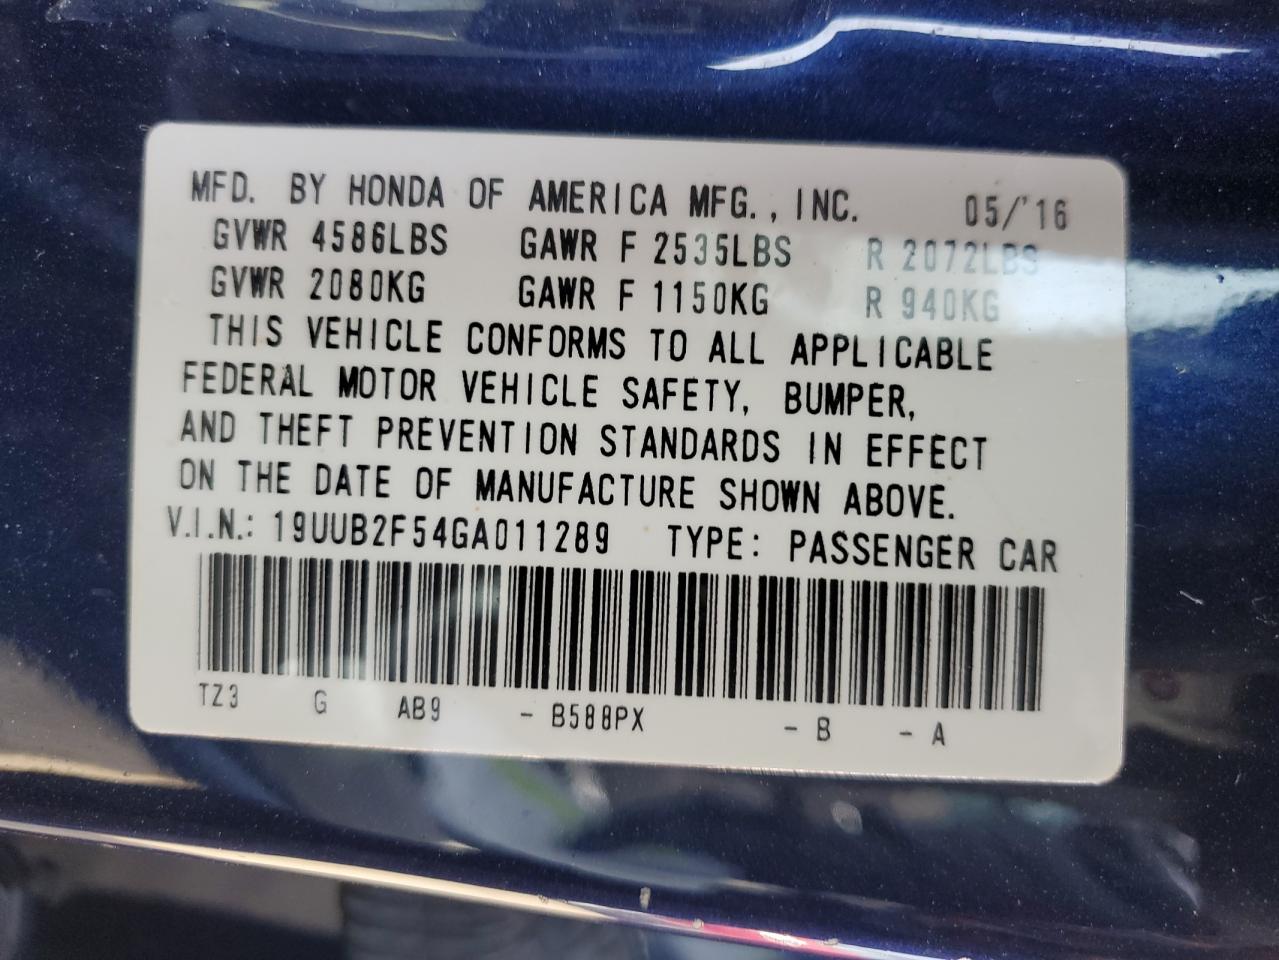 MFD. BY HONDA OF AMERICA MFG., INC. 05/'16
GVWR 4586LBS GAWR F 2535LBS R 2072LBS
GVWR 2080KG GAWR F 1150KG R 940KG
THIS VEHICLE CONFORMS TO ALL APPLICABLE
FEDERAL MOTOR VEHICLE SAFETY, BUMPER,
AND THEFT PREVENTION STANDARDS IN EFFECT
ON THE DATE OF MANUFACTURE SHOWN ABOVE.
V.I.N.: 19UUB2F54GA011289 TYPE: PASSENGER CAR
TZ3 G AB9 - B588PX - B - A